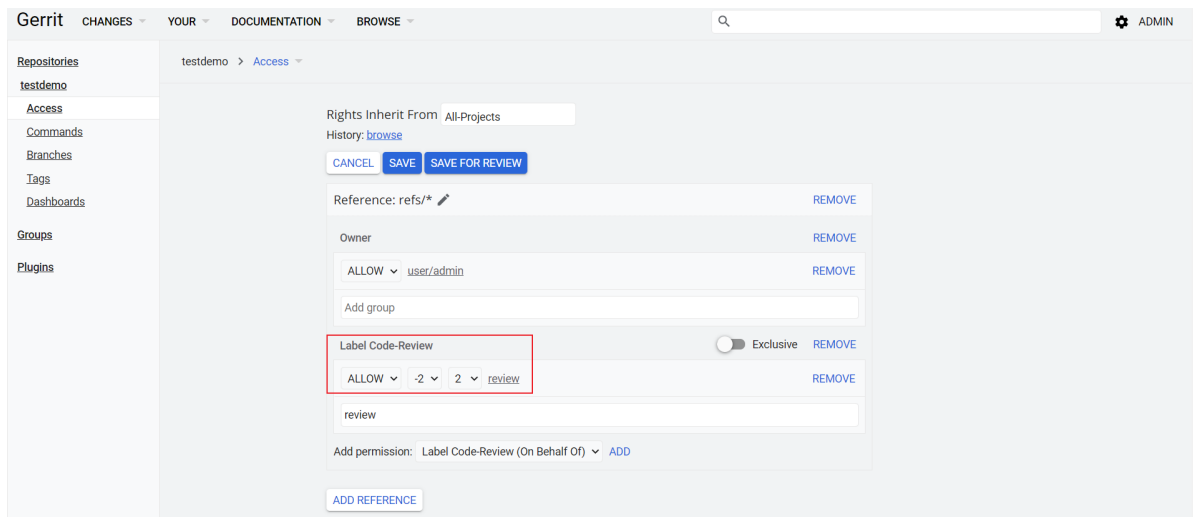 Gerrit CHANGES YOUR DOCUMENTATION BROWSE ADMIN
Repositories
testdemo
Access
Commands
Branches
Tags
Dashboards
Groups
Plugins
testdemo > Access
Rights Inherit From All-Projects
History: browse
CANCEL SAVE SAVE FOR REVIEW
Reference: refs/* REMOVE
Owner REMOVE
ALLOW user/admin REMOVE
Add group
Label Code-Review Exclusive REMOVE
ALLOW -2 2 review REMOVE
review
Add permission: Label Code-Review (On Behalf Of) ADD
ADD REFERENCE